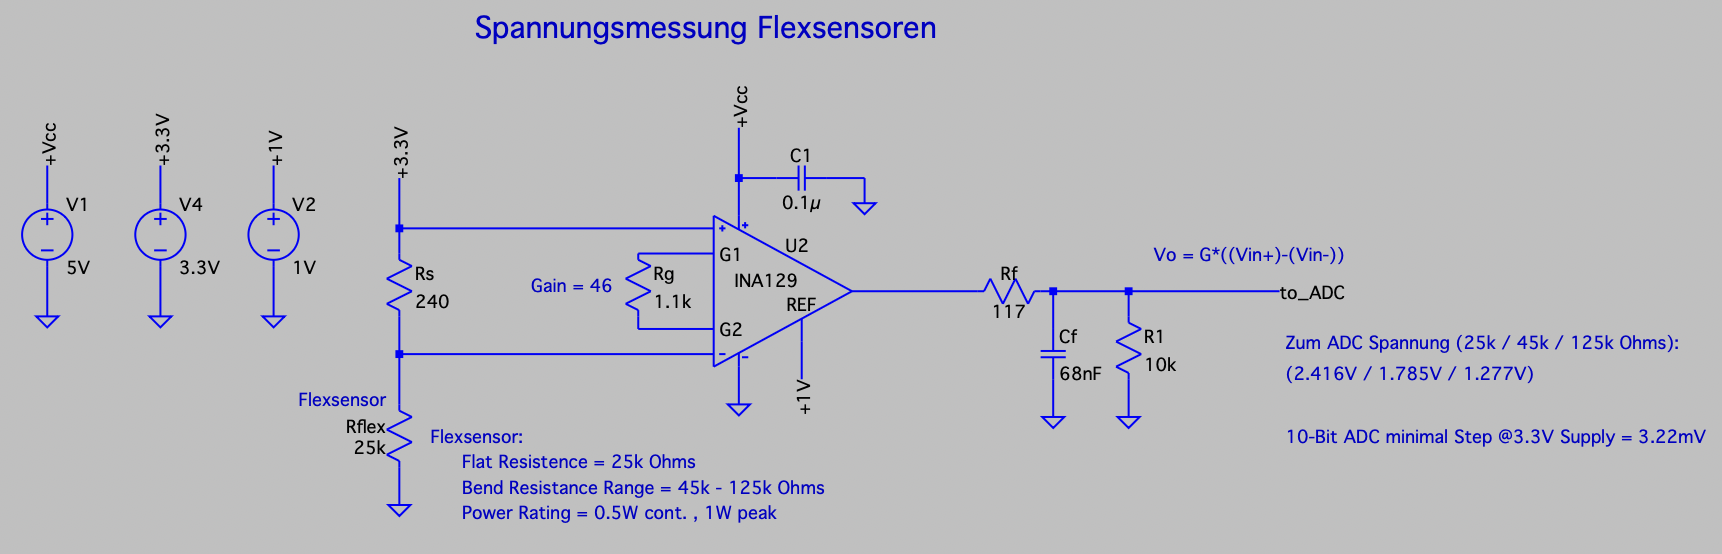 Spannungsmessung Flexsensoren
+Vcc
V1
5V
+3.3V
V4
3.3V
+1V
V2
1V
+3.3V
Rs
240
Flexsensor
Rflex
25k
Flexsensor:
Flat Resistence = 25k Ohms
Bend Resistance Range = 45k - 125k Ohms
Power Rating = 0.5W cont. , 1W peak
Gain = 46
Rg
1.1k
+Vcc
C1
0.1µ
U2
G1
INA129
REF
G2
+1V
Rf
117
Cf
68nF
R1
10k
Vo = G*((Vin+)-(Vin-))
to_ADC
Zum ADC Spannung (25k / 45k / 125k Ohms):
(2.416V / 1.785V / 1.277V)
10-Bit ADC minimal Step @3.3V Supply = 3.22mV